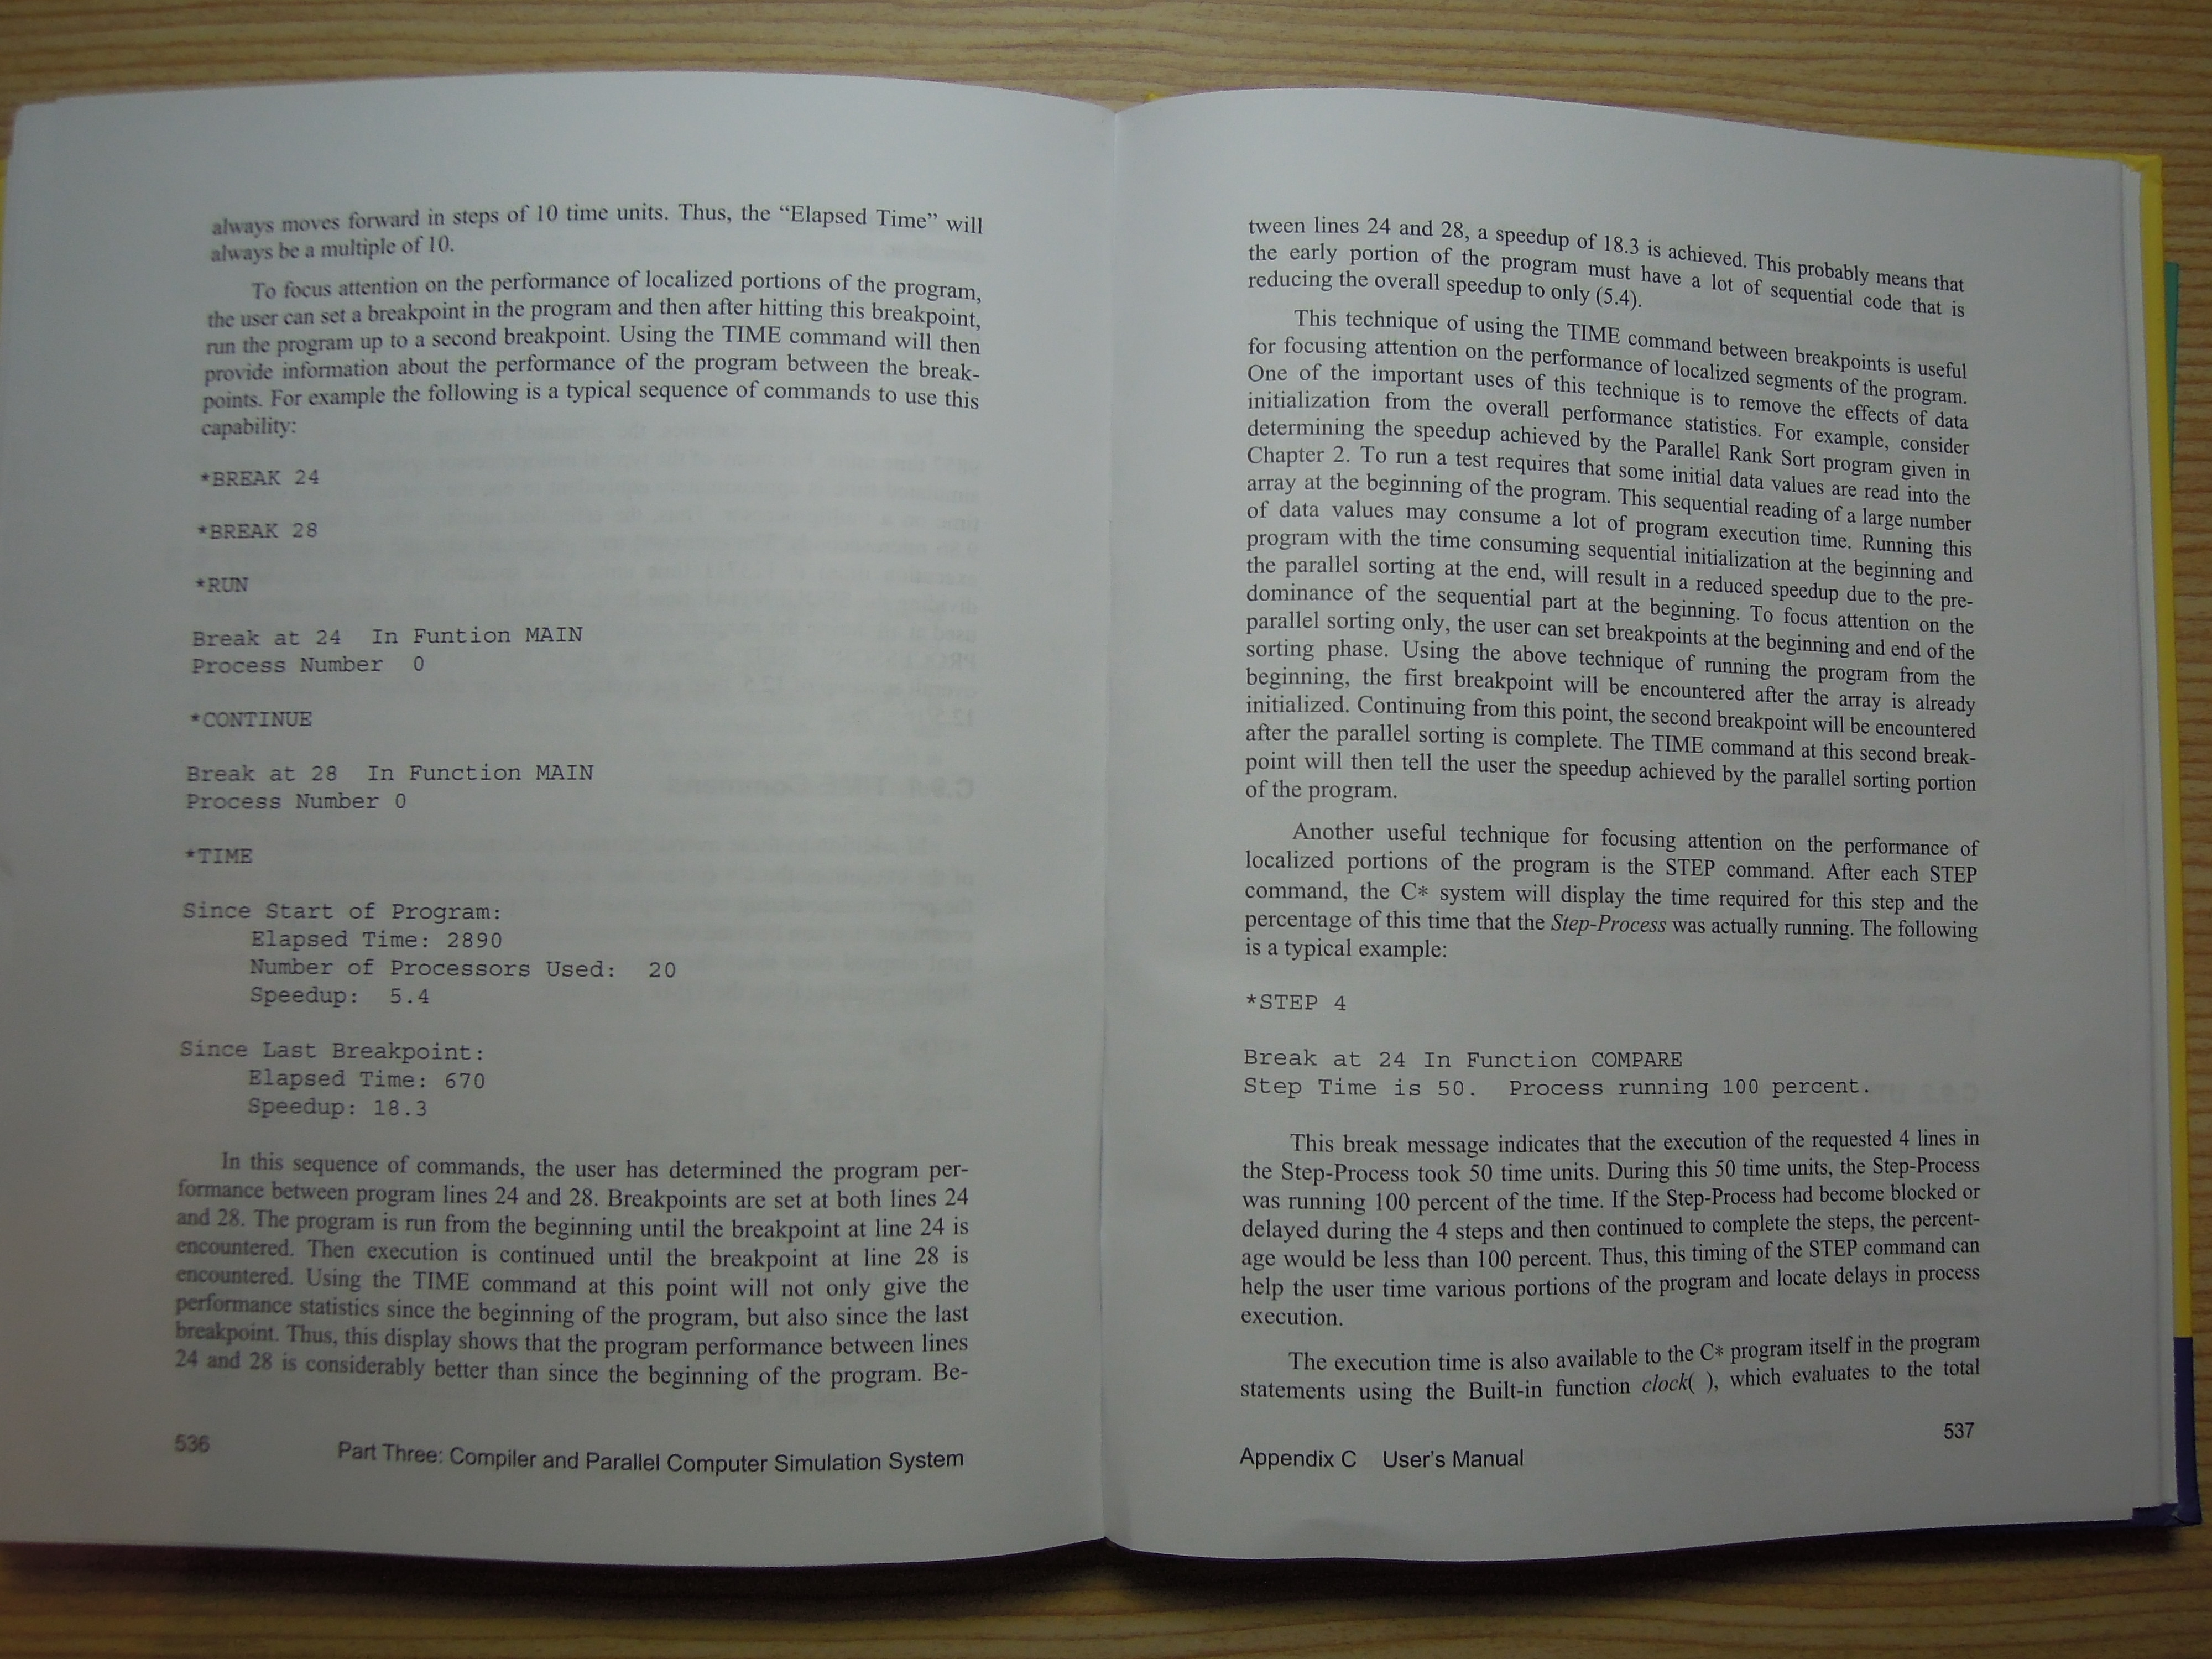 always moves forward in steps of 10 time units. Thus, the “Elapsed Time” will
always be a multiple of 10.
To focus attention on the performance of localized portions of the program,
the user can set a breakpoint in the program and then after hitting this breakpoint,
run the program up to a second breakpoint. Using the TIME command will then
provide information about the performance of the program between the break-
points. For example the following is a typical sequence of commands to use this
capability:
*BREAK 24
*BREAK 28
*RUN
Break at 24  In Funtion MAIN
Process Number  0
*CONTINUE
Break at 28  In Function MAIN
Process Number 0
*TIME
Since Start of Program:
Elapsed Time: 2890
Number of Processors Used:  20
Speedup:  5.4
Since Last Breakpoint:
Elapsed Time: 670
Speedup: 18.3
In this sequence of commands, the user has determined the program per-
formance between program lines 24 and 28. Breakpoints are set at both lines 24
and 28. The program is run from the beginning until the breakpoint at line 24 is
encountered. Then execution is continued until the breakpoint at line 28 is
encountered. Using the TIME command at this point will not only give the
performance statistics since the beginning of the program, but also since the last
breakpoint. Thus, this display shows that the program performance between lines
24 and 28 is considerably better than since the beginning of the program. Be-
536 Part Three: Compiler and Parallel Computer Simulation System
tween lines 24 and 28, a speedup of 18.3 is achieved. This probably means that
the early portion of the program must have a lot of sequential code that is
reducing the overall speedup to only (5.4).
This technique of using the TIME command between breakpoints is useful
for focusing attention on the performance of localized segments of the program.
One of the important uses of this technique is to remove the effects of data
initialization from the overall performance statistics. For example, consider
determining the speedup achieved by the Parallel Rank Sort program given in
Chapter 2. To run a test requires that some initial data values are read into the
array at the beginning of the program. This sequential reading of a large number
of data values may consume a lot of program execution time. Running this
program with the time consuming sequential initialization at the beginning and
the parallel sorting at the end, will result in a reduced speedup due to the pre-
dominance of the sequential part at the beginning. To focus attention on the
parallel sorting only, the user can set breakpoints at the beginning and end of the
sorting phase. Using the above technique of running the program from the
beginning, the first breakpoint will be encountered after the array is already
initialized. Continuing from this point, the second breakpoint will be encountered
after the parallel sorting is complete. The TIME command at this second break-
point will then tell the user the speedup achieved by the parallel sorting portion
of the program.
Another useful technique for focusing attention on the performance of
localized portions of the program is the STEP command. After each STEP
command, the C* system will display the time required for this step and the
percentage of this time that the Step-Process was actually running. The following
is a typical example:
*STEP 4
Break at 24 In Function COMPARE
Step Time is 50.  Process running 100 percent.
This break message indicates that the execution of the requested 4 lines in
the Step-Process took 50 time units. During this 50 time units, the Step-Process
was running 100 percent of the time. If the Step-Process had become blocked or
delayed during the 4 steps and then continued to complete the steps, the percent-
age would be less than 100 percent. Thus, this timing of the STEP command can
help the user time various portions of the program and locate delays in process
execution.
The execution time is also available to the C* program itself in the program
statements using the Built-in function clock( ), which evaluates to the total
Appendix C User's Manual 537